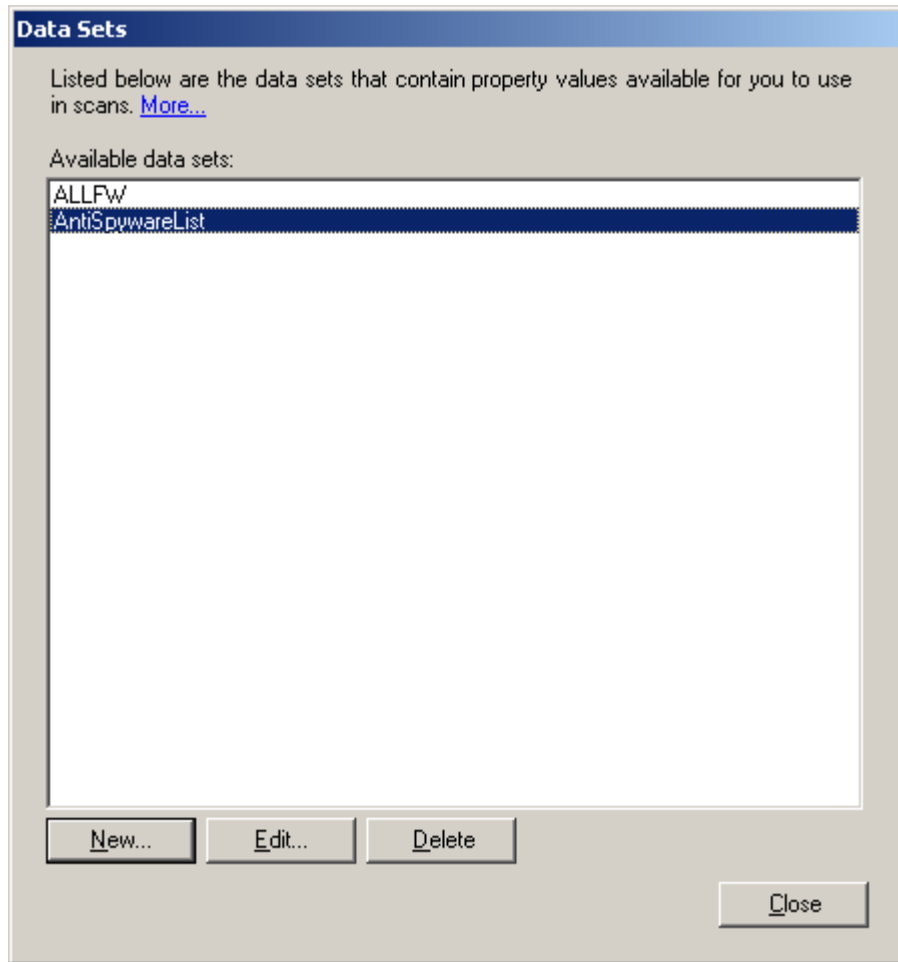 Data Sets
Listed below are the data sets that contain property values available for you to use
in scans. More...
Available data sets:
ALLFW
AntiSpywareList
New... Edit... Delete
Close